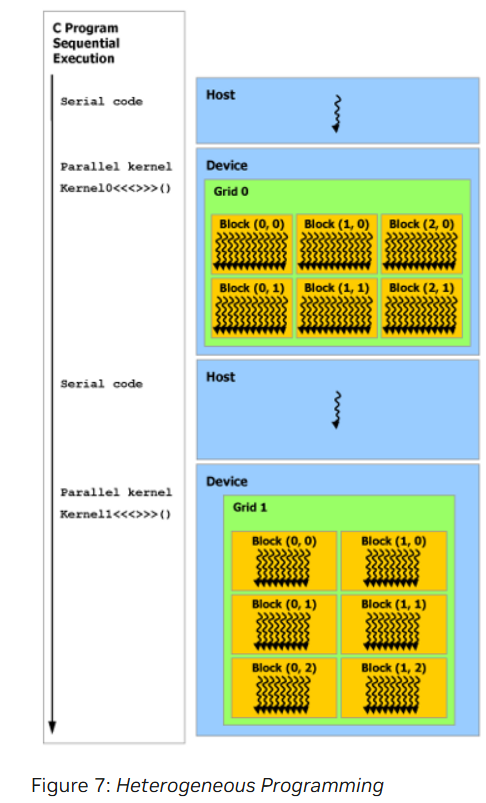 C Program
Sequential
Execution
Serial code
Host
Parallel kernel
Kernel0<<<>>>()
Device
Grid 0
Block (0, 0) Block (1, 0) Block (2, 0)
Block (0, 1) Block (1, 1) Block (2, 1)
Serial code
Host
Parallel kernel
Kernel1<<<>>>()
Device
Grid 1
Block (0, 0) Block (1, 0)
Block (0, 1) Block (1, 1)
Block (0, 2) Block (1, 2)
Figure 7: Heterogeneous Programming